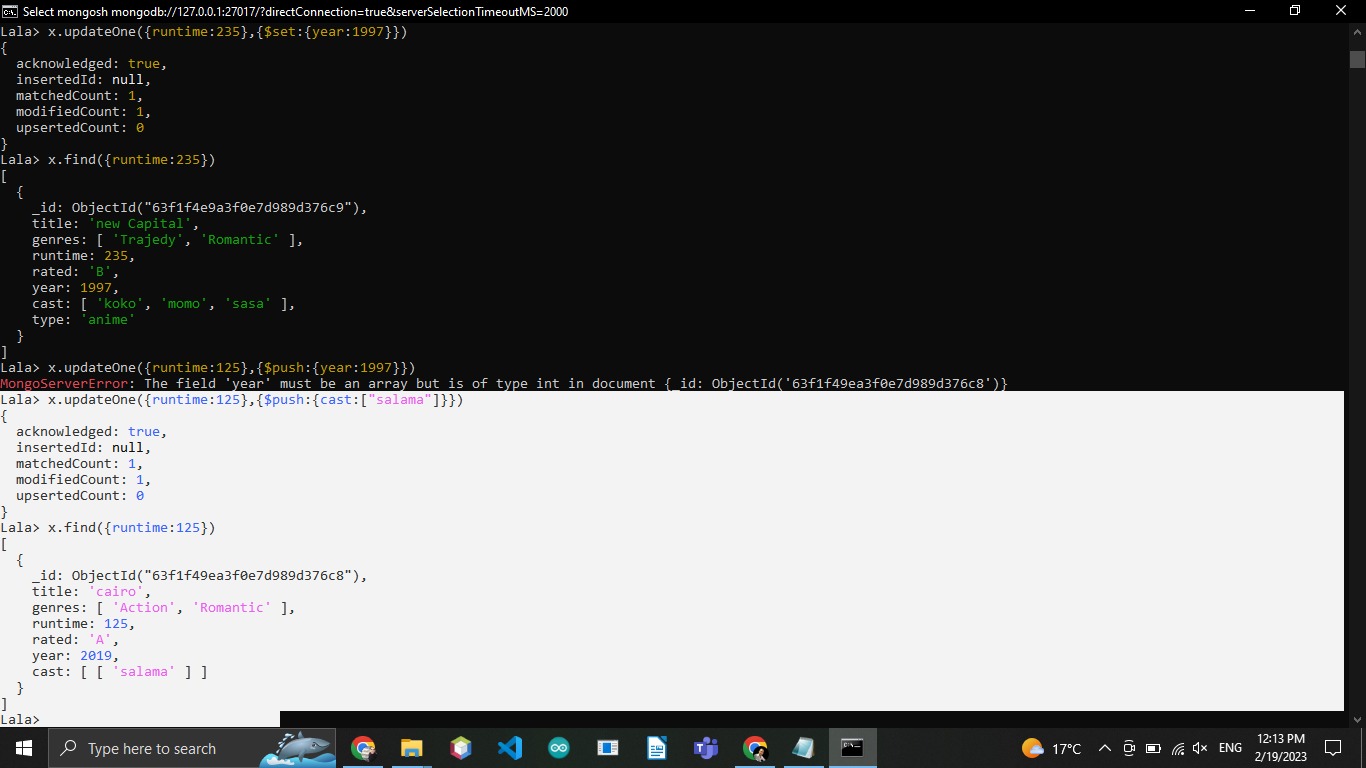 Select mongosh mongodb://127.0.0.1:27017/?directConnection=true&serverSelectionTimeoutMS=2000
Lala> x.updateOne({runtime:235},{$set:{year:1997}})
{
  acknowledged: true,
  insertedId: null,
  matchedCount: 1,
  modifiedCount: 1,
  upsertedCount: 0
}
Lala> x.find({runtime:235})
[
  {
    _id: ObjectId("63f1f4e9a3f0e7d989d376c9"),
    title: 'new Capital',
    genres: [ 'Trajedy', 'Romantic' ],
    runtime: 235,
    rated: 'B',
    year: 1997,
    cast: [ 'koko', 'momo', 'sasa' ],
    type: 'anime'
  }
]
Lala> x.updateOne({runtime:125},{$push:{year:1997}})
MongoServerError: The field 'year' must be an array but is of type int in document {_id: ObjectId('63f1f49ea3f0e7d989d376c8')}
Lala> x.updateOne({runtime:125},{$push:{cast:["salama"]}})
{
  acknowledged: true,
  insertedId: null,
  matchedCount: 1,
  modifiedCount: 1,
  upsertedCount: 0
}
Lala> x.find({runtime:125})
[
  {
    _id: ObjectId("63f1f49ea3f0e7d989d376c8"),
    title: 'cairo',
    genres: [ 'Action', 'Romantic' ],
    runtime: 125,
    rated: 'A',
    year: 2019,
    cast: [ [ 'salama' ] ]
  }
]
Lala>
Type here to search
17°C
ENG
12:13 PM
2/19/2023